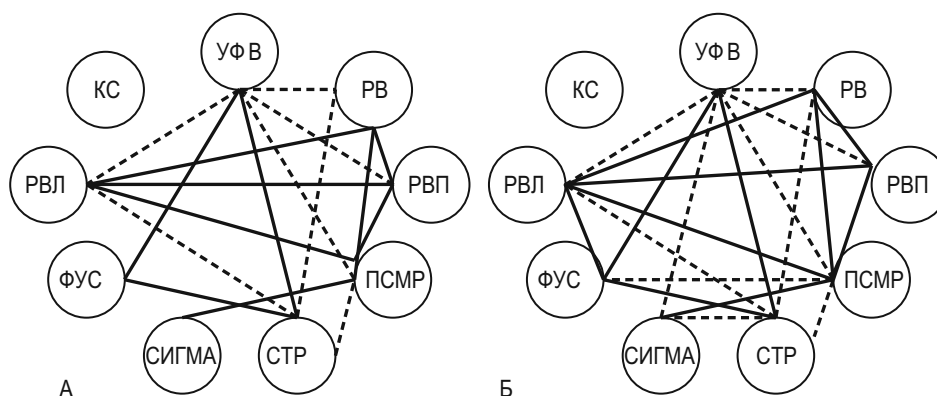 УФВ
КС
РВ
РВЛ
РВП
ФУС
ПСМР
СИГМА
СТР
А
УФВ
КС
РВ
РВЛ
РВП
ФУС
ПСМР
СИГМА
СТР
Б